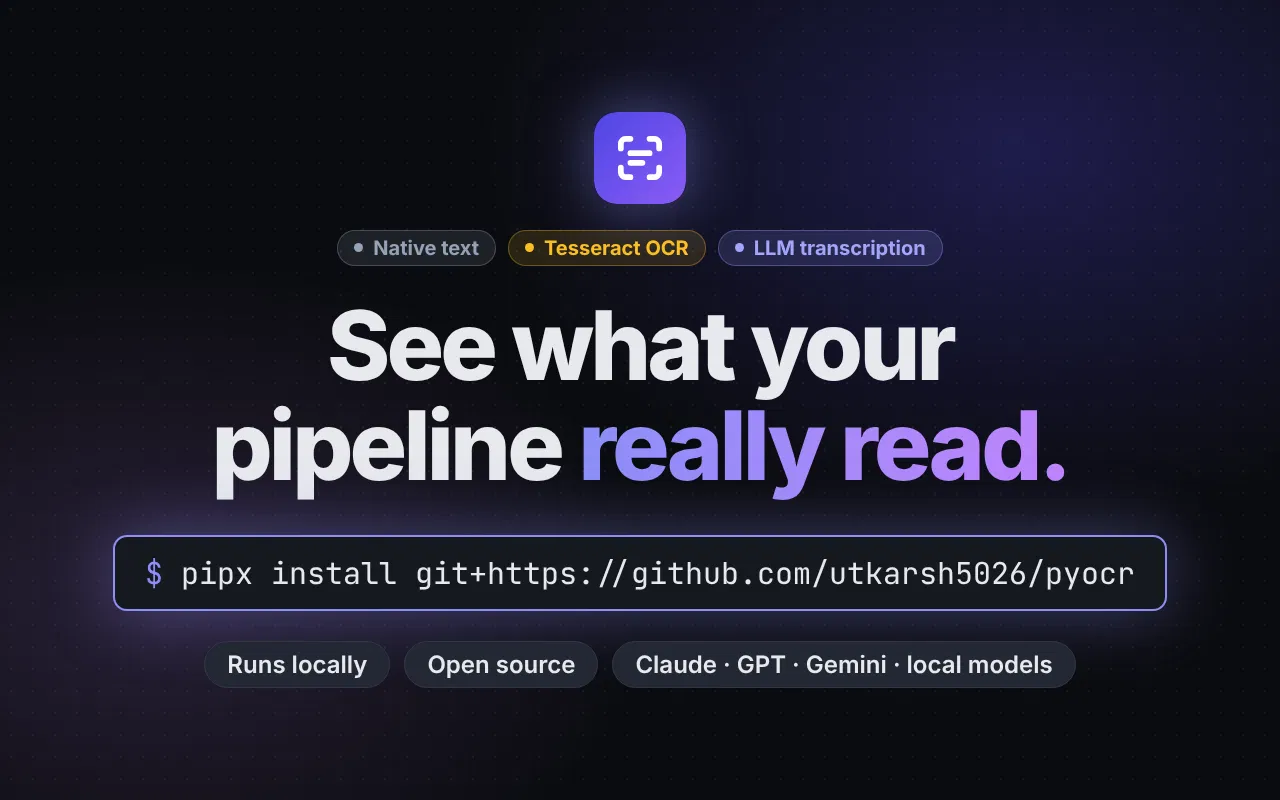 Native text
Tesseract OCR
LLM transcription
See what your
pipeline really read.
$ pipx install git+https://github.com/utkarsh5026/pyocr
Runs locally
Open source
Claude · GPT · Gemini · local models